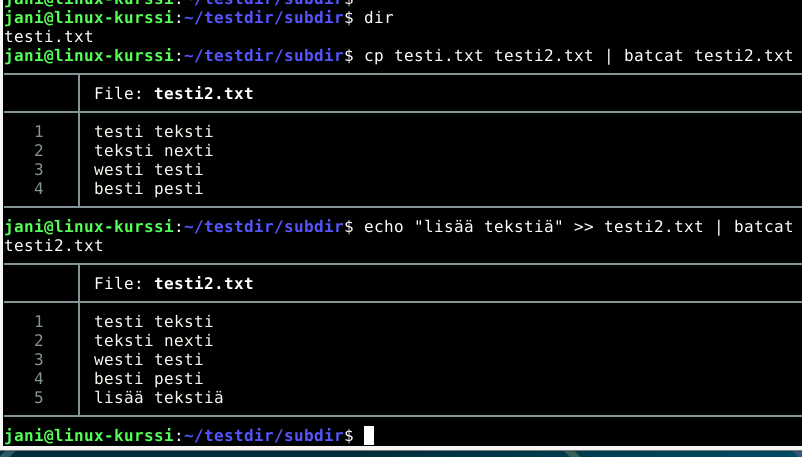 jani@linux-kurssi:~/testdir/subdir$
jani@linux-kurssi:~/testdir/subdir$ dir
testi.txt
jani@linux-kurssi:~/testdir/subdir$ cp testi.txt testi2.txt | batcat testi2.txt
File: testi2.txt
1 testi teksti
2 teksti nexti
3 westi testi
4 besti pesti
jani@linux-kurssi:~/testdir/subdir$ echo "lisää tekstiä" >> testi2.txt | batcat
testi2.txt
File: testi2.txt
1 testi teksti
2 teksti nexti
3 westi testi
4 besti pesti
5 lisää tekstiä
jani@linux-kurssi:~/testdir/subdir$